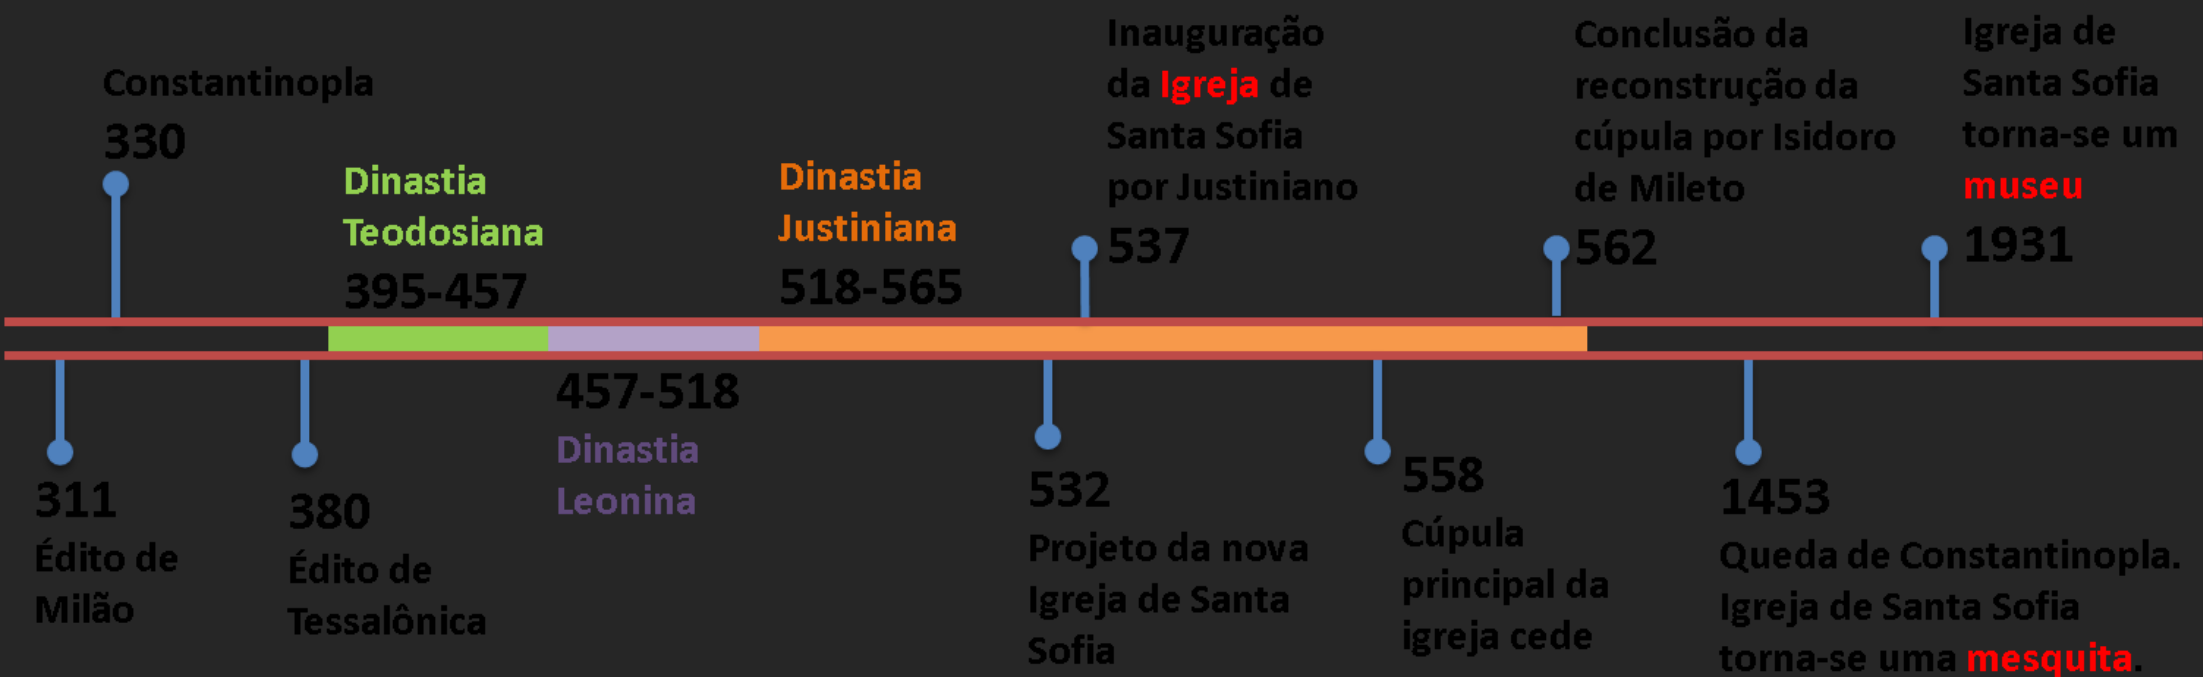 Constantinopla
330
Dinastia
Teodosiana
395-457
Dinastia
Justiniana
518-565
Inauguração
da Igreja de
Santa Sofia
por Justiniano
537
Conclusão da
reconstrução da
cúpula por Isidoro
de Mileto
562
Igreja de
Santa Sofia
torna-se um
museu
1931
311
Édito de
Milão
380
Édito de
Tessalônica
457-518
Dinastia
Leonina
532
Projeto da nova
Igreja de Santa
Sofia
558
Cúpula
principal da
igreja cede
1453
Queda de Constantinopla.
Igreja de Santa Sofia
torna-se uma mesquita.